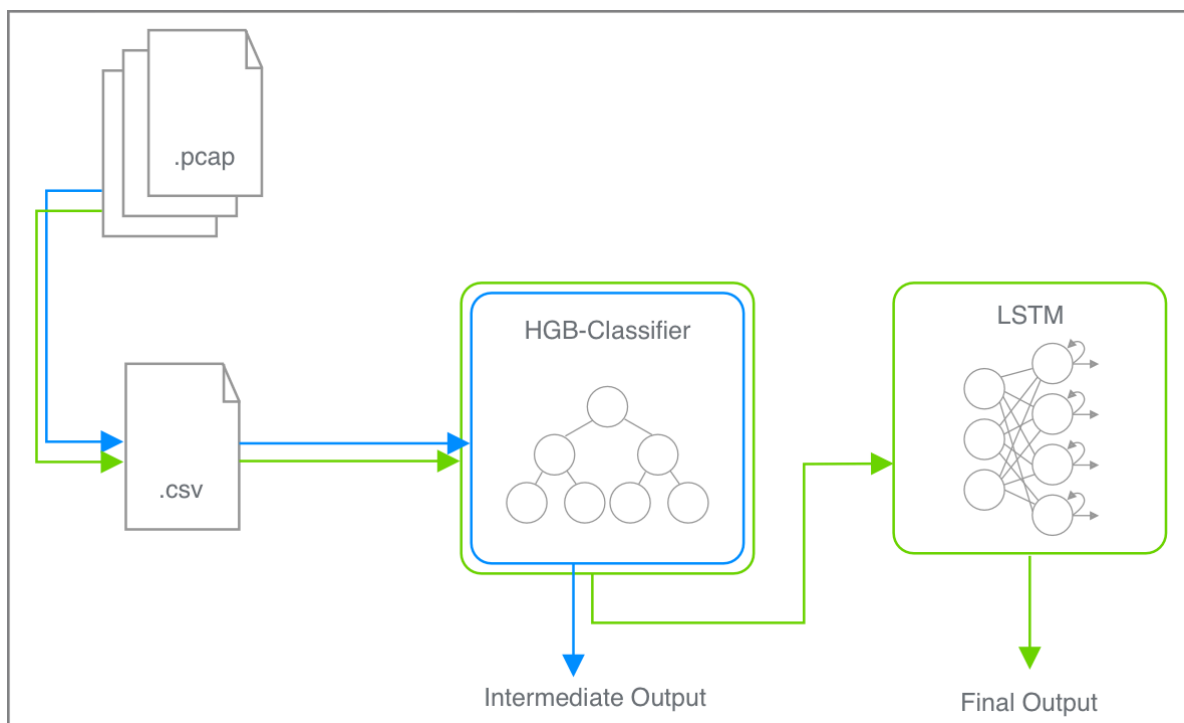 .pcap
HGB-Classifier
LSTM
.csv
Intermediate Output
Final Output